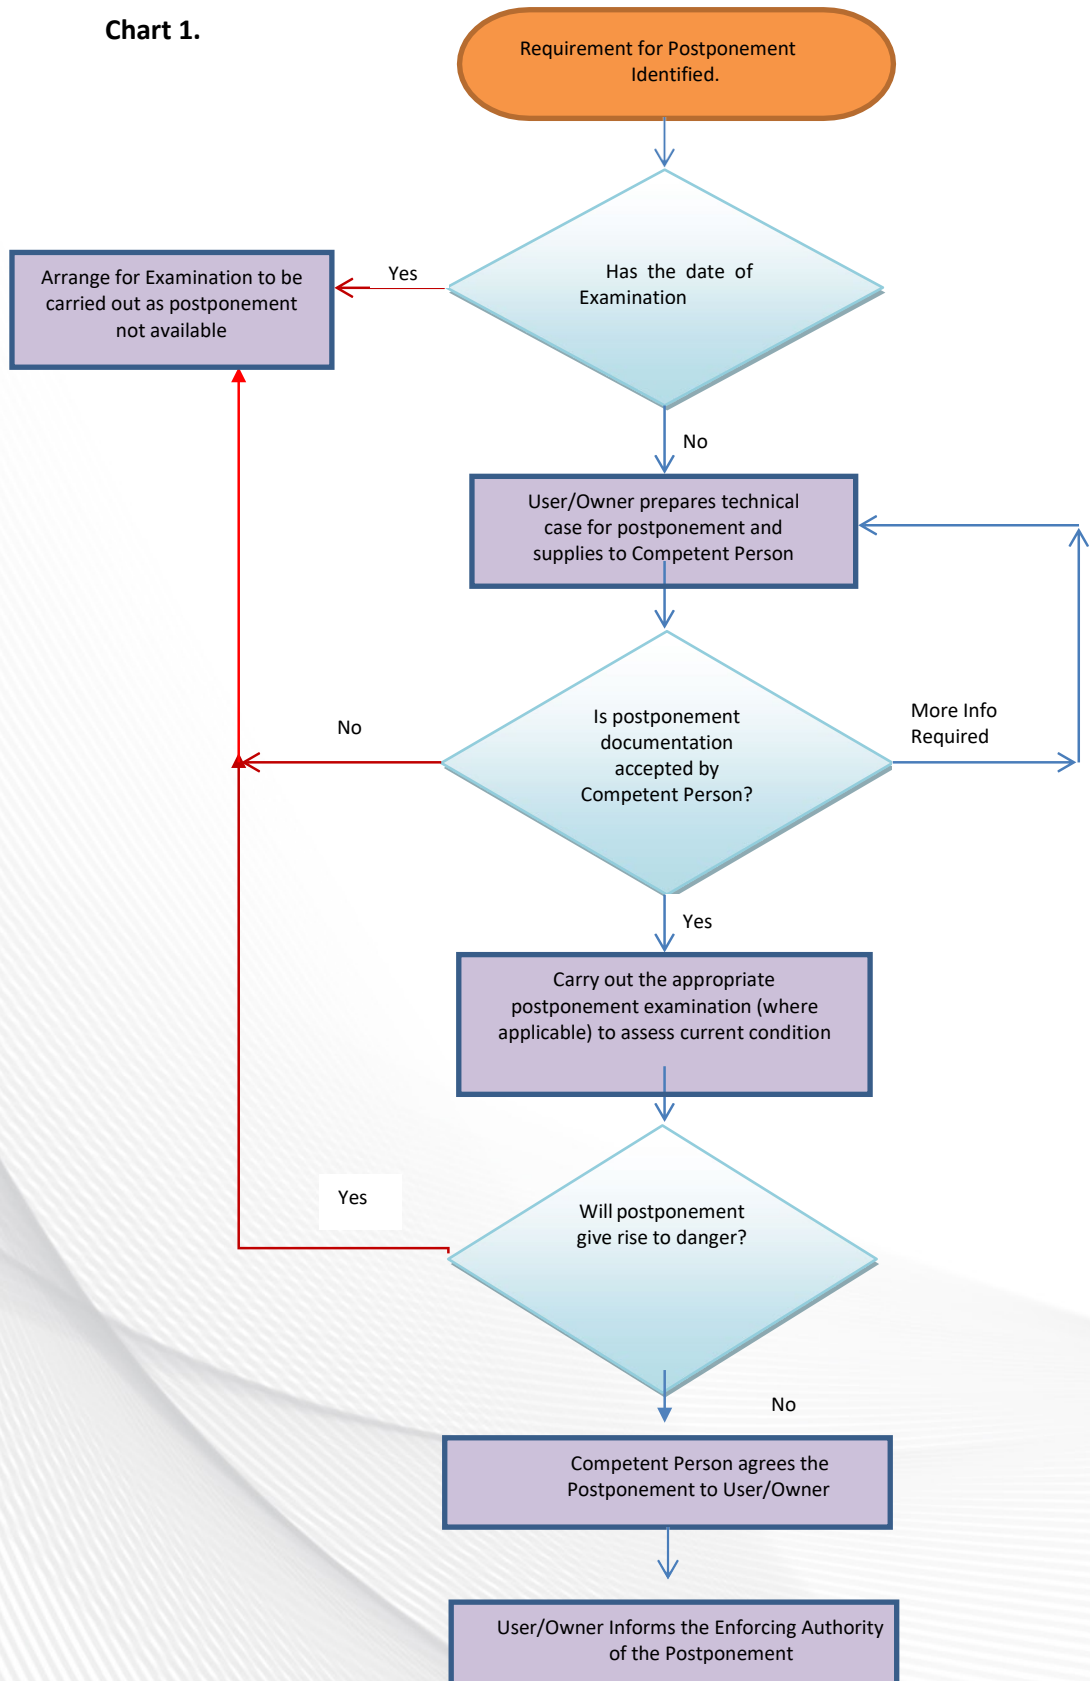 Chart 1.
Requirement for Postponement
Identified.
Has the date of
Examination
Yes
Arrange for Examination to be
carried out as postponement
not available
No
User/Owner prepares technical
case for postponement and
supplies to Competent Person
Is postponement
documentation
accepted by
Competent Person?
No
More Info
Required
Yes
Carry out the appropriate
postponement examination (where
applicable) to assess current condition
Will postponement
give rise to danger?
Yes
No
Competent Person agrees the
Postponement to User/Owner
User/Owner Informs the Enforcing Authority
of the Postponement